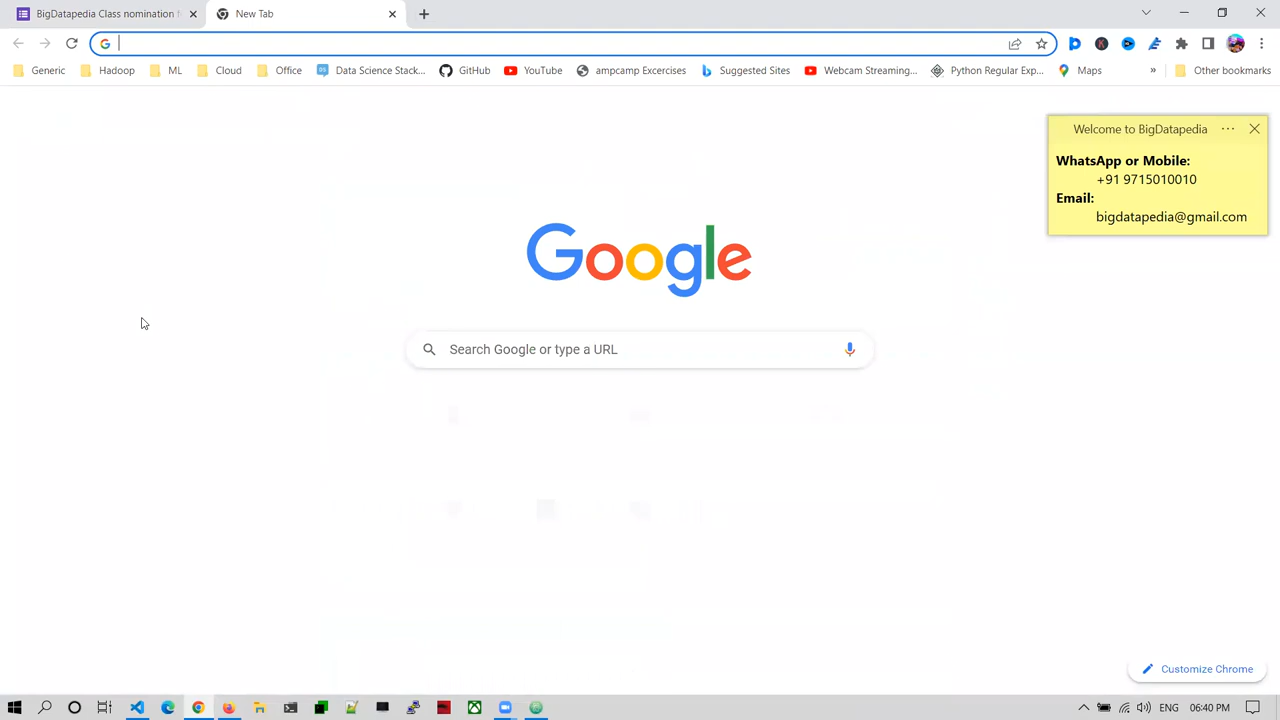 BigDatapedia Class nomination
New Tab
Generic
Hadoop
ML
Cloud
Office
Data Science Stack...
GitHub
YouTube
ampcamp Excercises
Suggested Sites
Webcam Streaming...
Python Regular Exp...
Maps
»
Other bookmarks
Welcome to BigDatapedia
WhatsApp or Mobile:
+91 9715010010
Email:
bigdatapedia@gmail.com
Google
Search Google or type a URL
Customize Chrome
ENG
06:40 PM